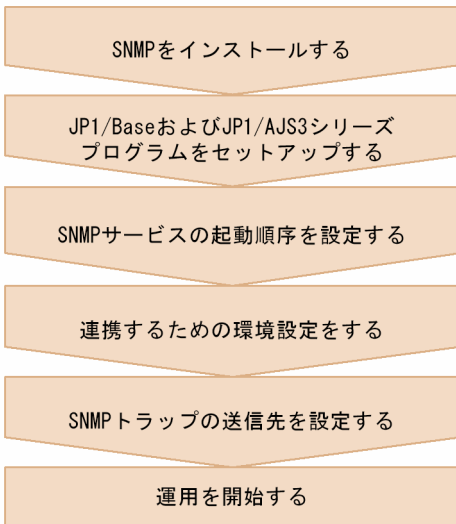 SNMPをインストールする
JP1/BaseおよびJP1/AJS3シリーズ
プログラムをセットアップする
SNMPサービスの起動順序を設定する
連携するための環境設定をする
SNMPトラップの送信先を設定する
運用を開始する